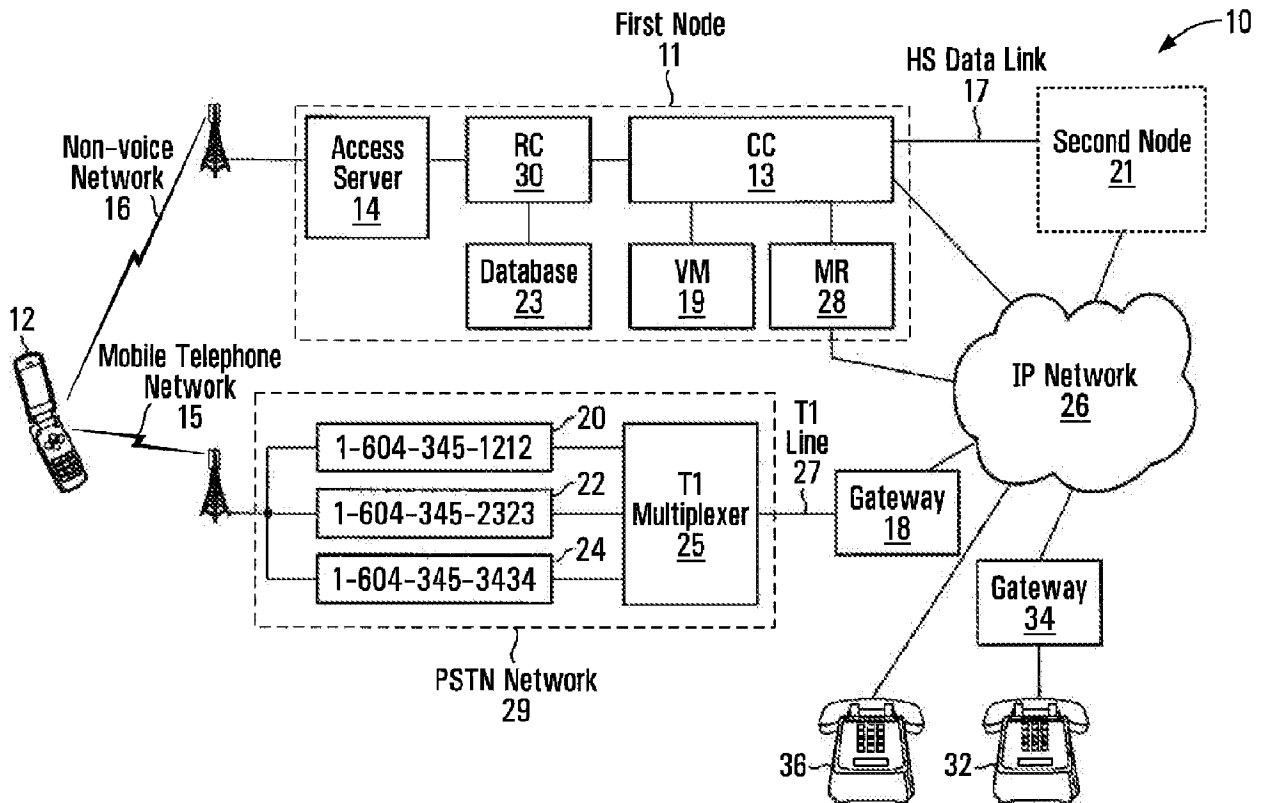 10
First Node
11
HS Data Link
17
Non-voice
Network
16
Access
Server
14
RC
30
CC
13
Second Node
21
Database
23
VM
19
MR
28
12
Mobile Telephone
Network
15
IP Network
26
20
1-604-345-1212
22
1-604-345-2323
24
1-604-345-3434
T1
Multiplexer
25
T1
Line
27
Gateway
18
Gateway
34
PSTN Network
29
36
32